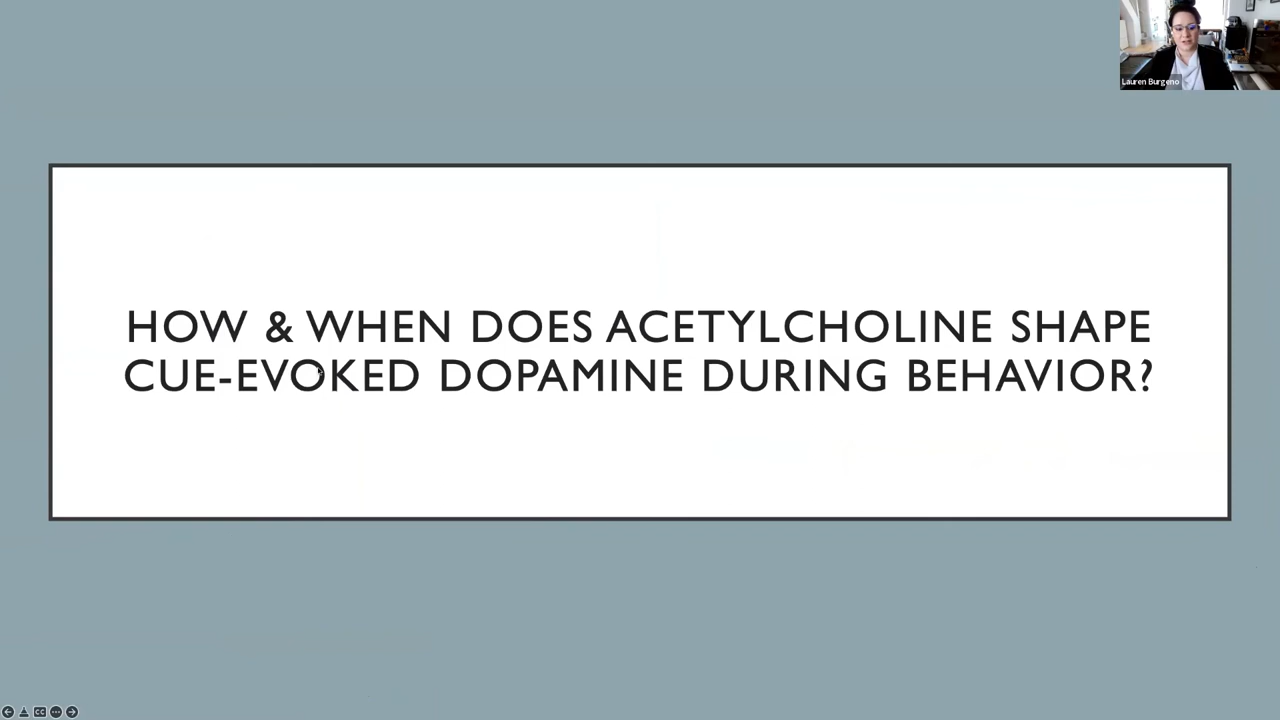 Lauren Burgeno
HOW & WHEN DOES ACETYLCHOLINE SHAPE
CUE-EVOKED DOPAMINE DURING BEHAVIOR?